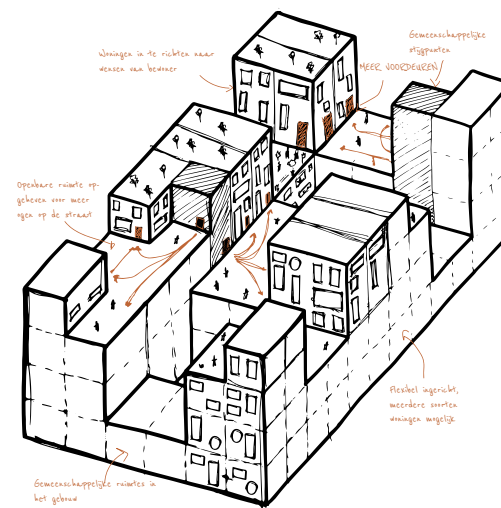 Gemeenschappelijke
stijgpunten
Woningen in te richten naar
wensen van bewoner
MEER VOORDEUREN
Openbare ruimte op-
geheven voor meer
ogen op de straat
Flexibel ingericht,
meerdere soorten
woningen mogelijk
Gemeenschappelijke ruimtes in
het gebouw